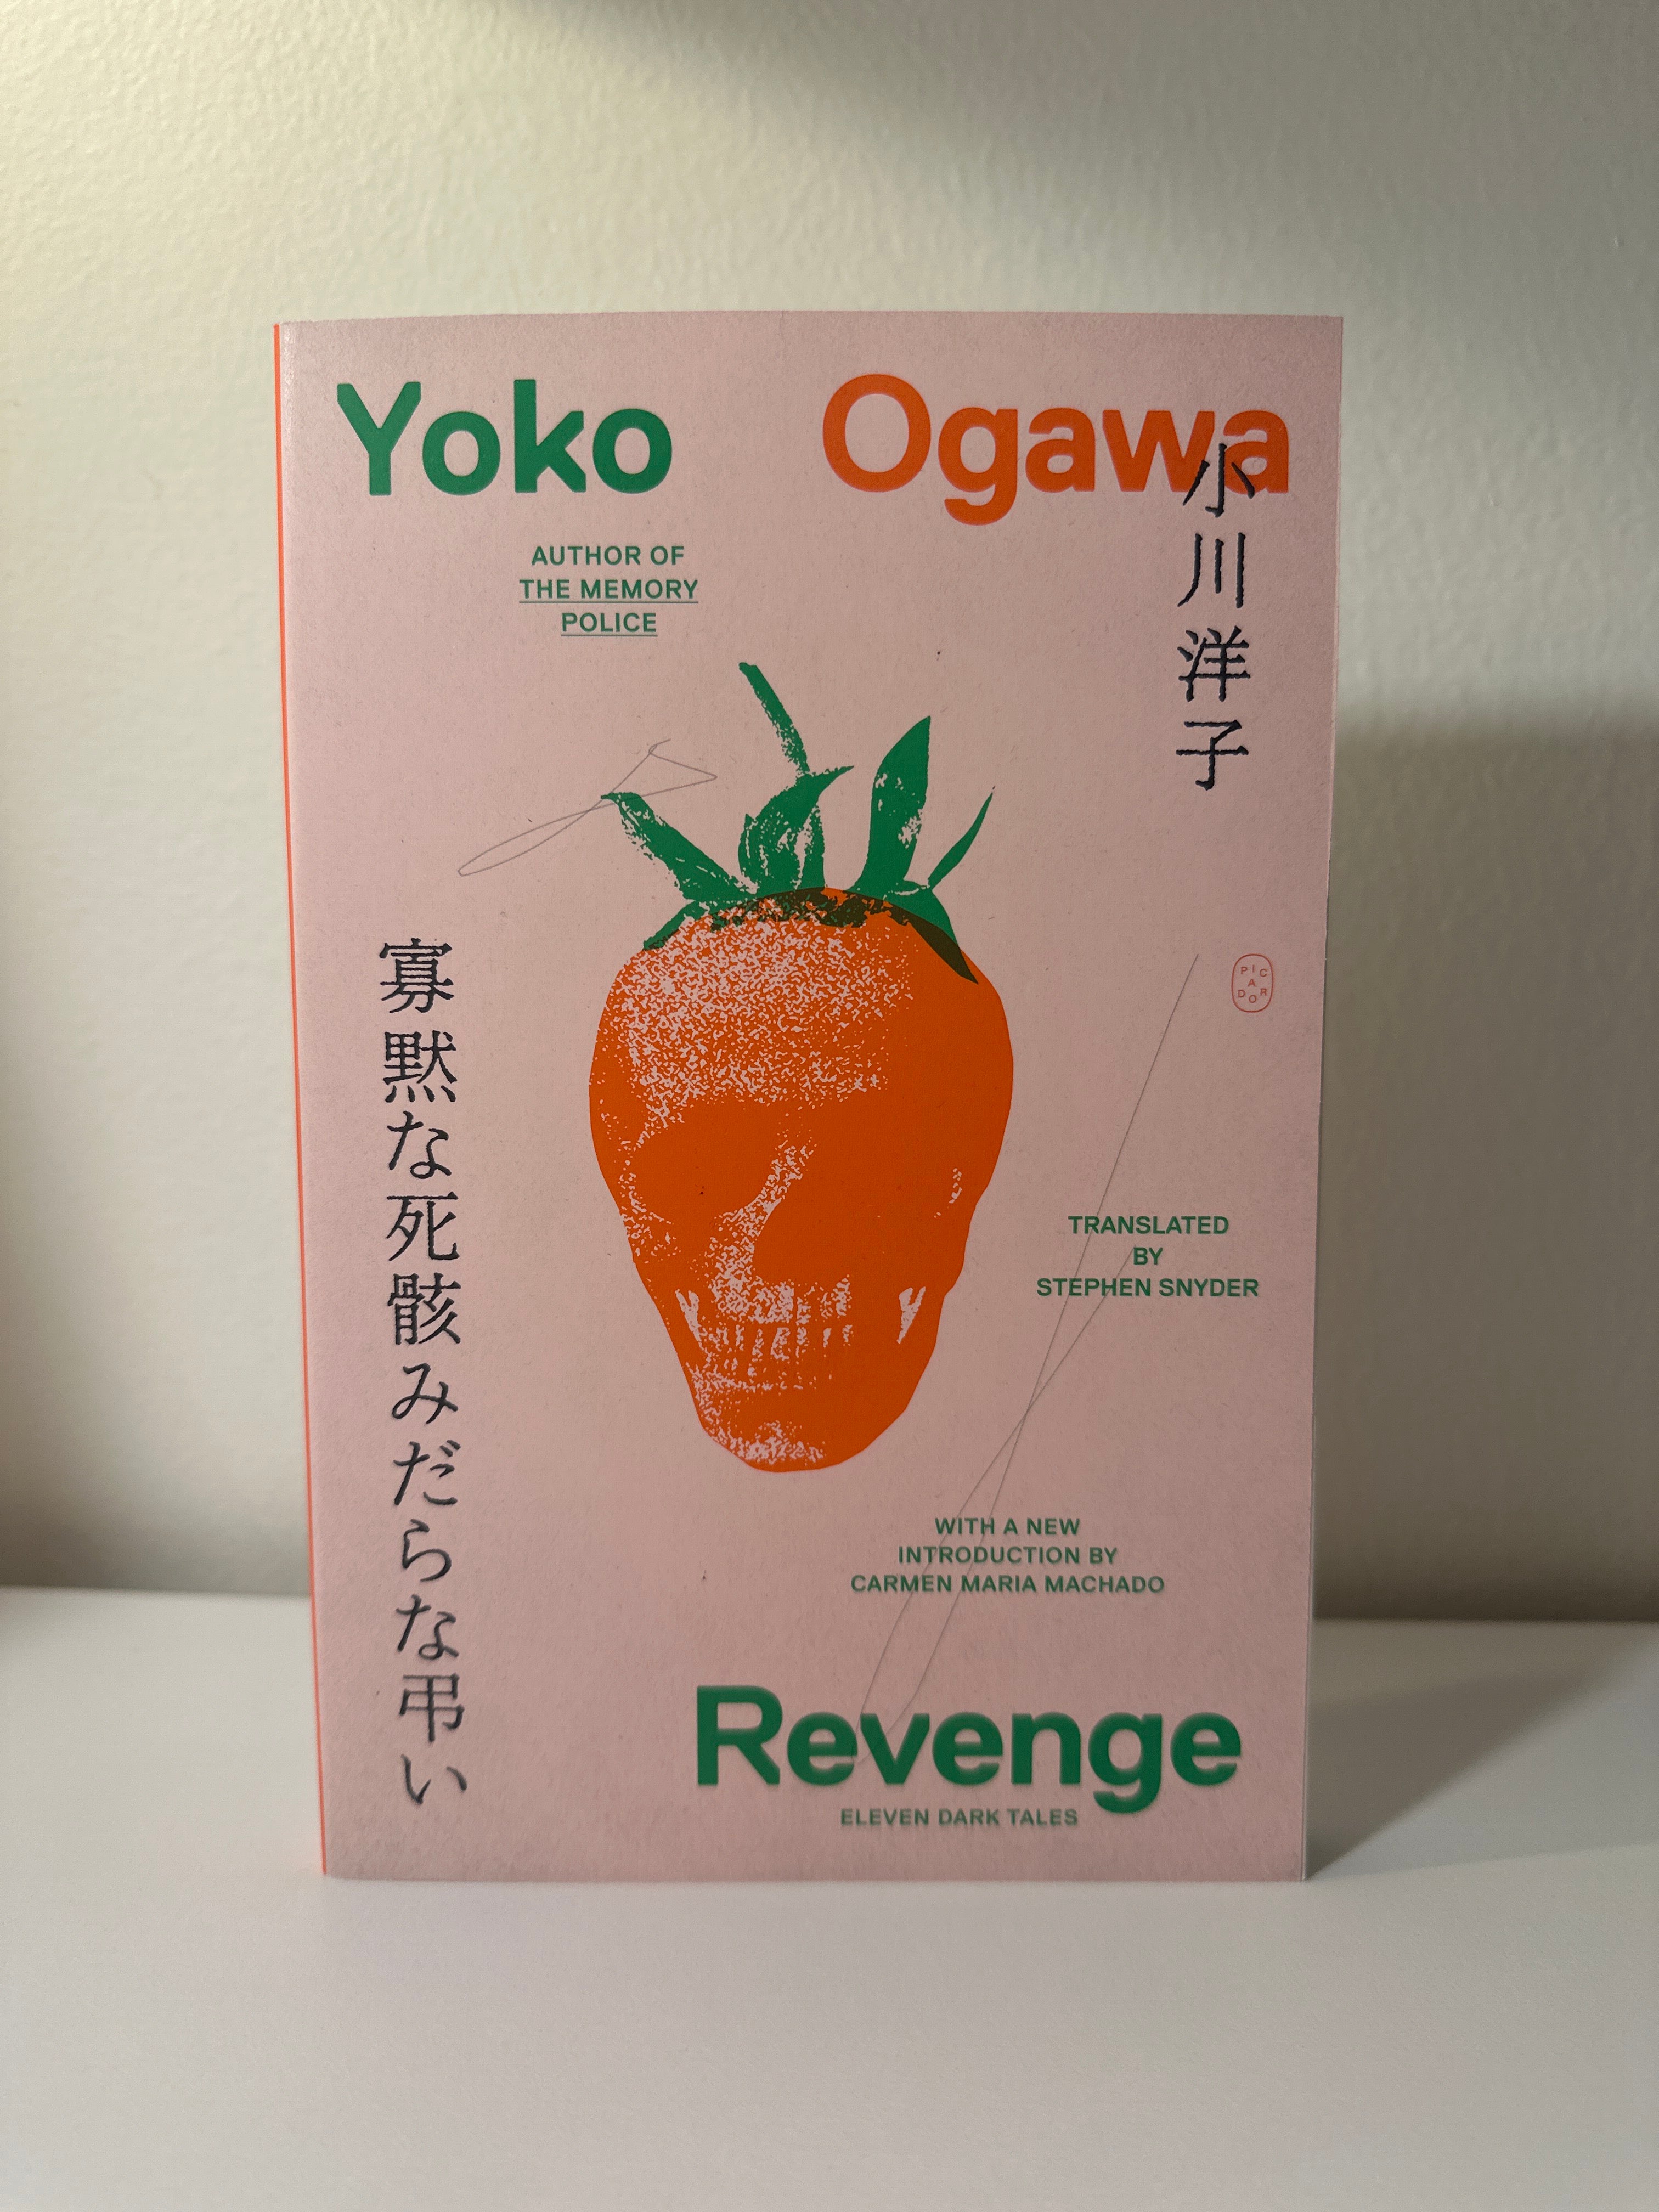 Yoko Ogawa
小川洋子
AUTHOR OF
THE MEMORY
POLICE
寡黙な死骸みだらな弔い
PICADOR
TRANSLATED
BY
STEPHEN SNYDER
WITH A NEW
INTRODUCTION BY
CARMEN MARIA MACHADO
Revenge
ELEVEN DARK TALES